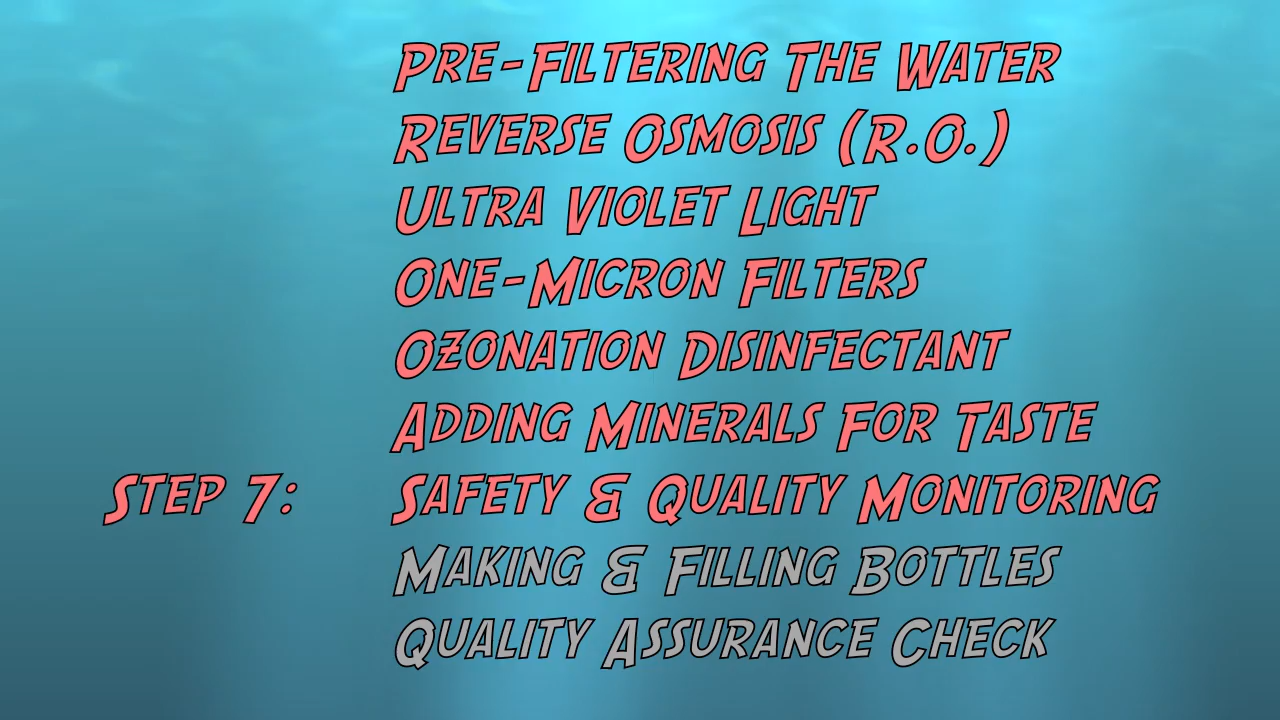 Pre-Filtering The Water
Reverse Osmosis (R.O.)
Ultra Violet Light
One-Micron Filters
Ozonation Disinfectant
Adding Minerals For Taste
Step 7: Safety & Quality Monitoring
Making & Filling Bottles
Quality Assurance Check